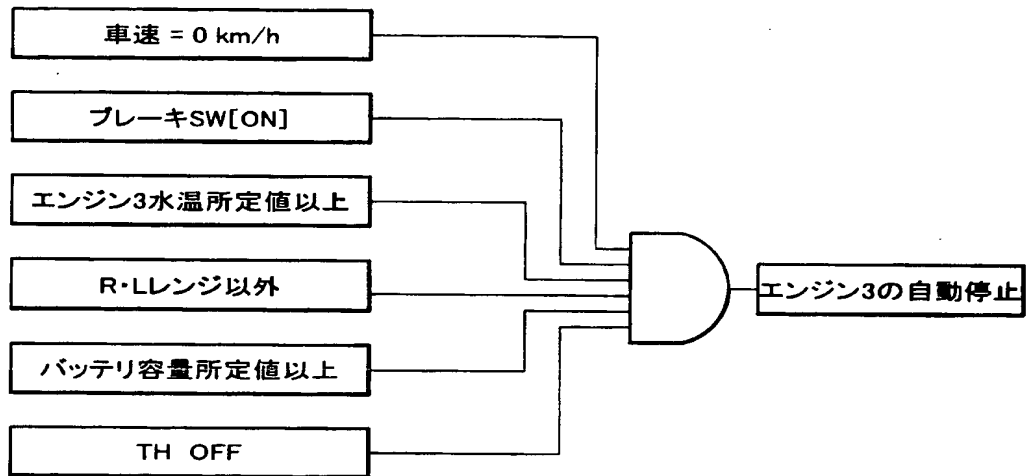 車速 = 0 km/h
ブレーキSW[ON]
エンジン3水温所定値以上
R・Lレンジ以外
バッテリ容量所定値以上
TH OFF
エンジン3の自動停止